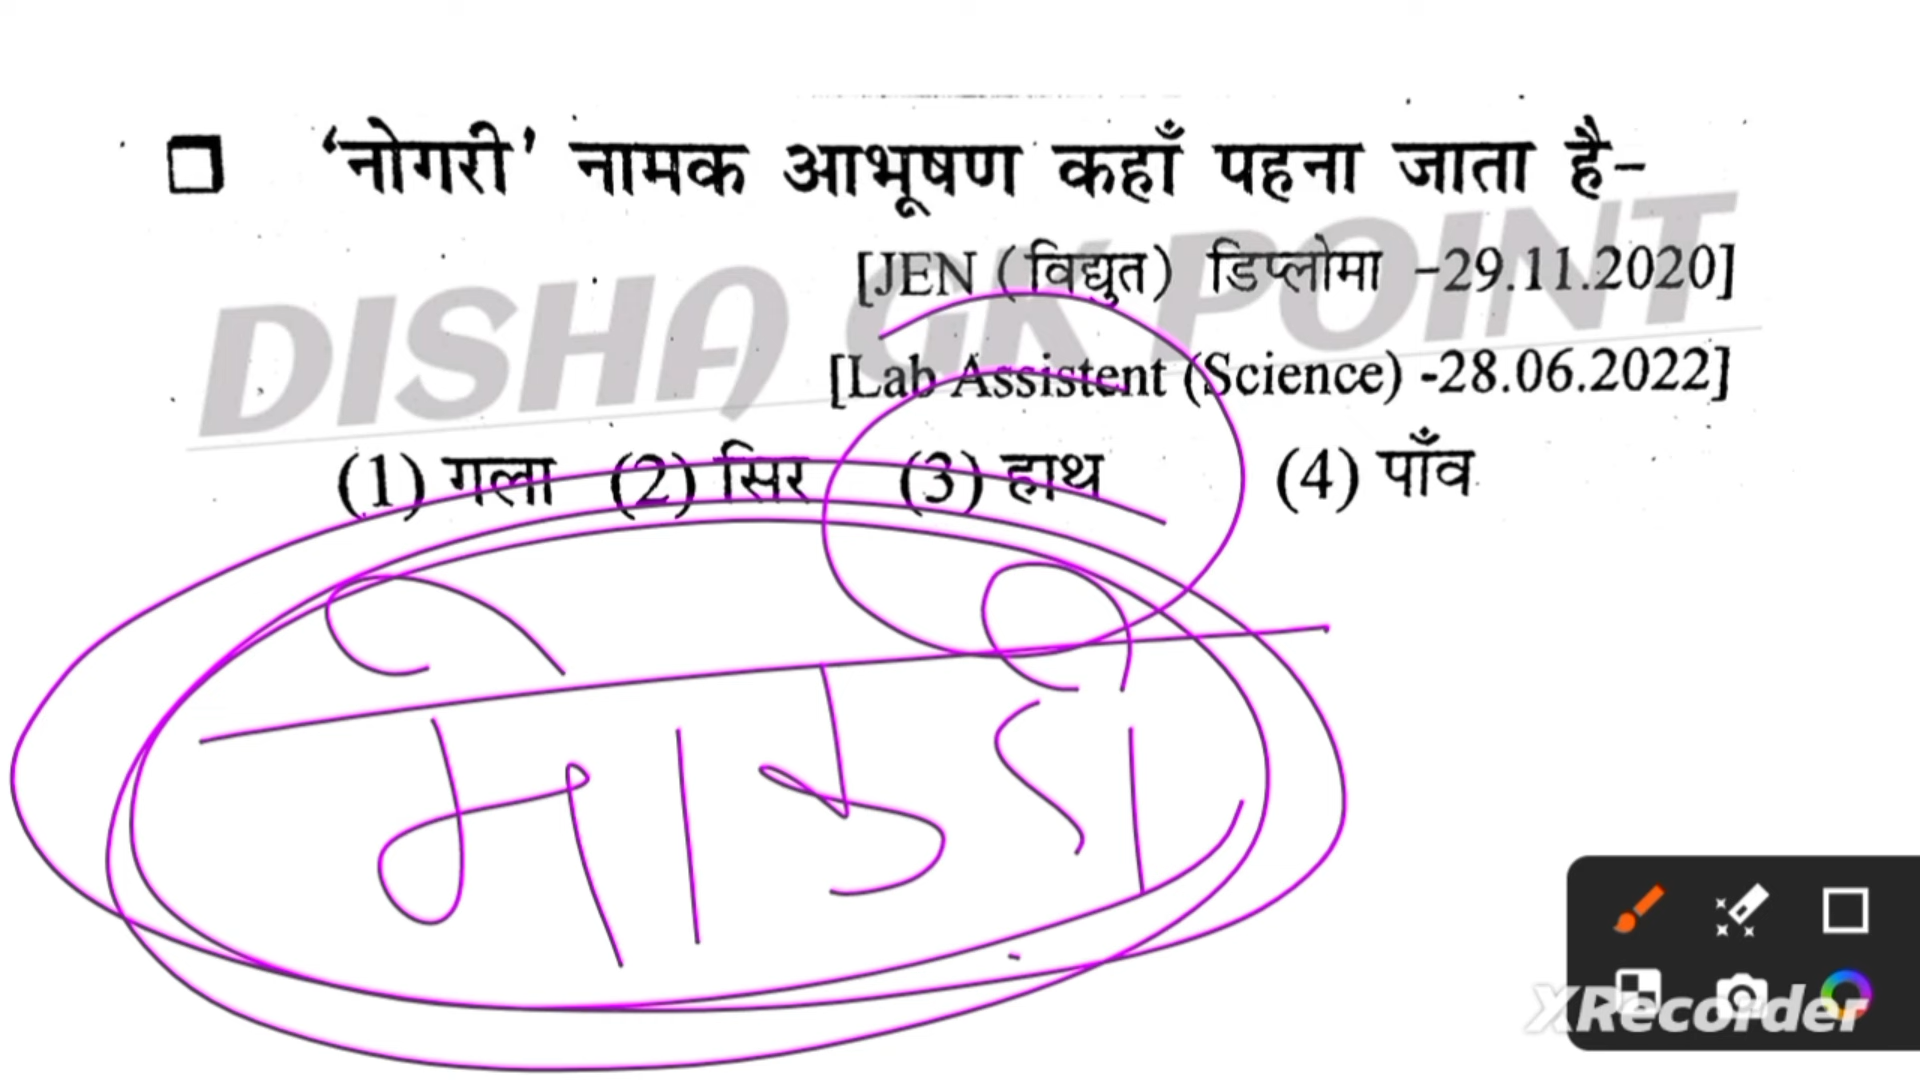 'नोगरी' नामक आभूषण कहाँ पहना जाता है-
[JEN (विद्युत) डिप्लोमा -29.11.2020]
DISHA GK POINT
[Lab Assistent (Science) -28.06.2022]
(1) गला (2) सिर (3) हाथ (4) पाँव
XRecorder